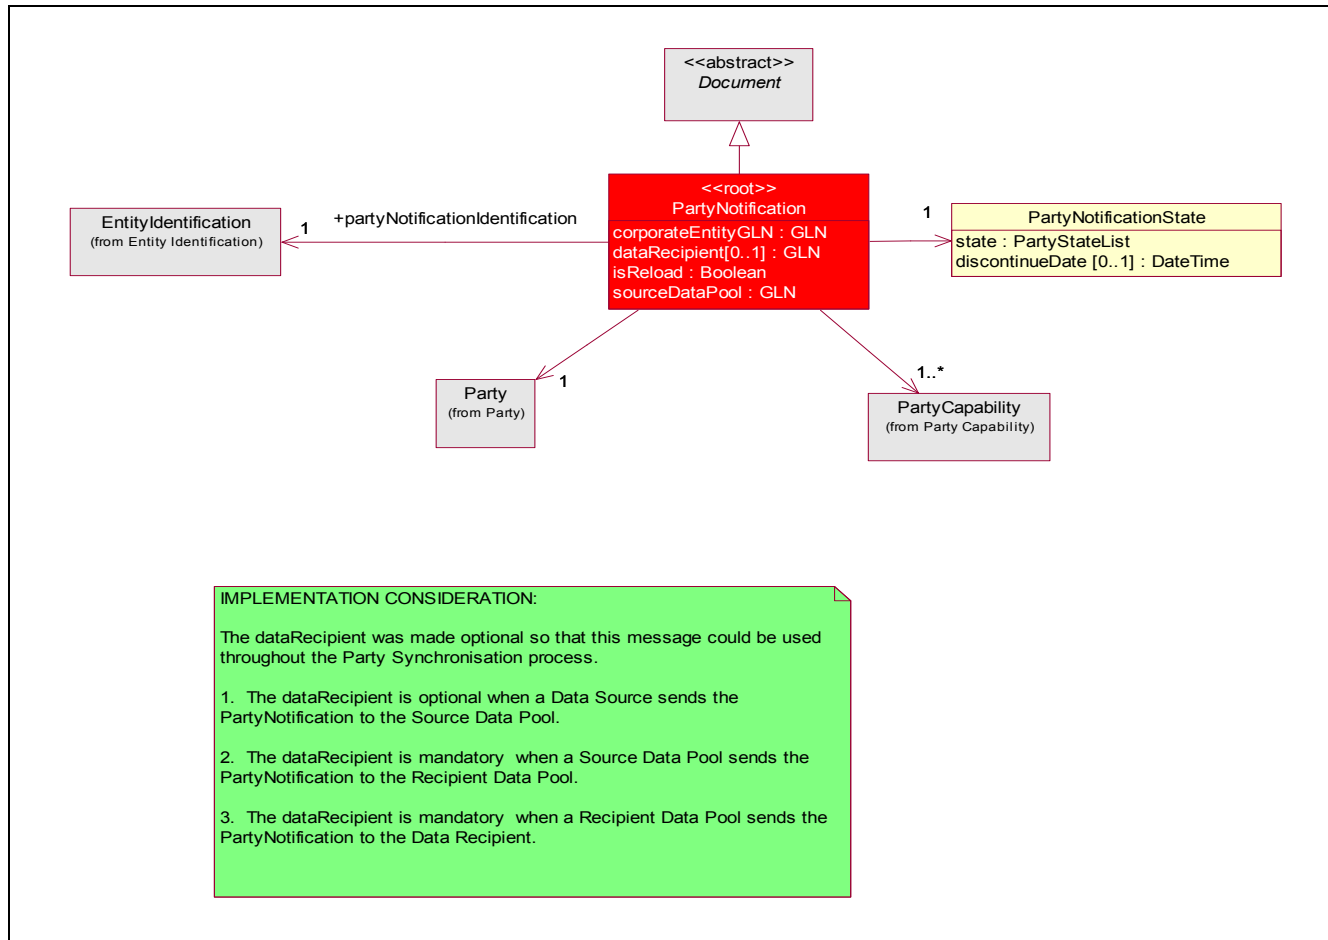 <<abstract>>
Document
<<root>>
PartyNotification
corporateEntityGLN : GLN
dataRecipient[0..1] : GLN
isReload : Boolean
sourceDataPool : GLN
EntityIdentification
(from Entity Identification)
1
+partyNotificationIdentification
1
PartyNotificationState
state : PartyStateList
discontinueDate [0..1] : DateTime
1
Party
(from Party)
1..*
PartyCapability
(from Party Capability)
IMPLEMENTATION CONSIDERATION:
The dataRecipient was made optional so that this message could be used
throughout the Party Synchronisation process.
1. The dataRecipient is optional when a Data Source sends the
PartyNotification to the Source Data Pool.
2. The dataRecipient is mandatory when a Source Data Pool sends the
PartyNotification to the Recipient Data Pool.
3. The dataRecipient is mandatory when a Recipient Data Pool sends the
PartyNotification to the Data Recipient.